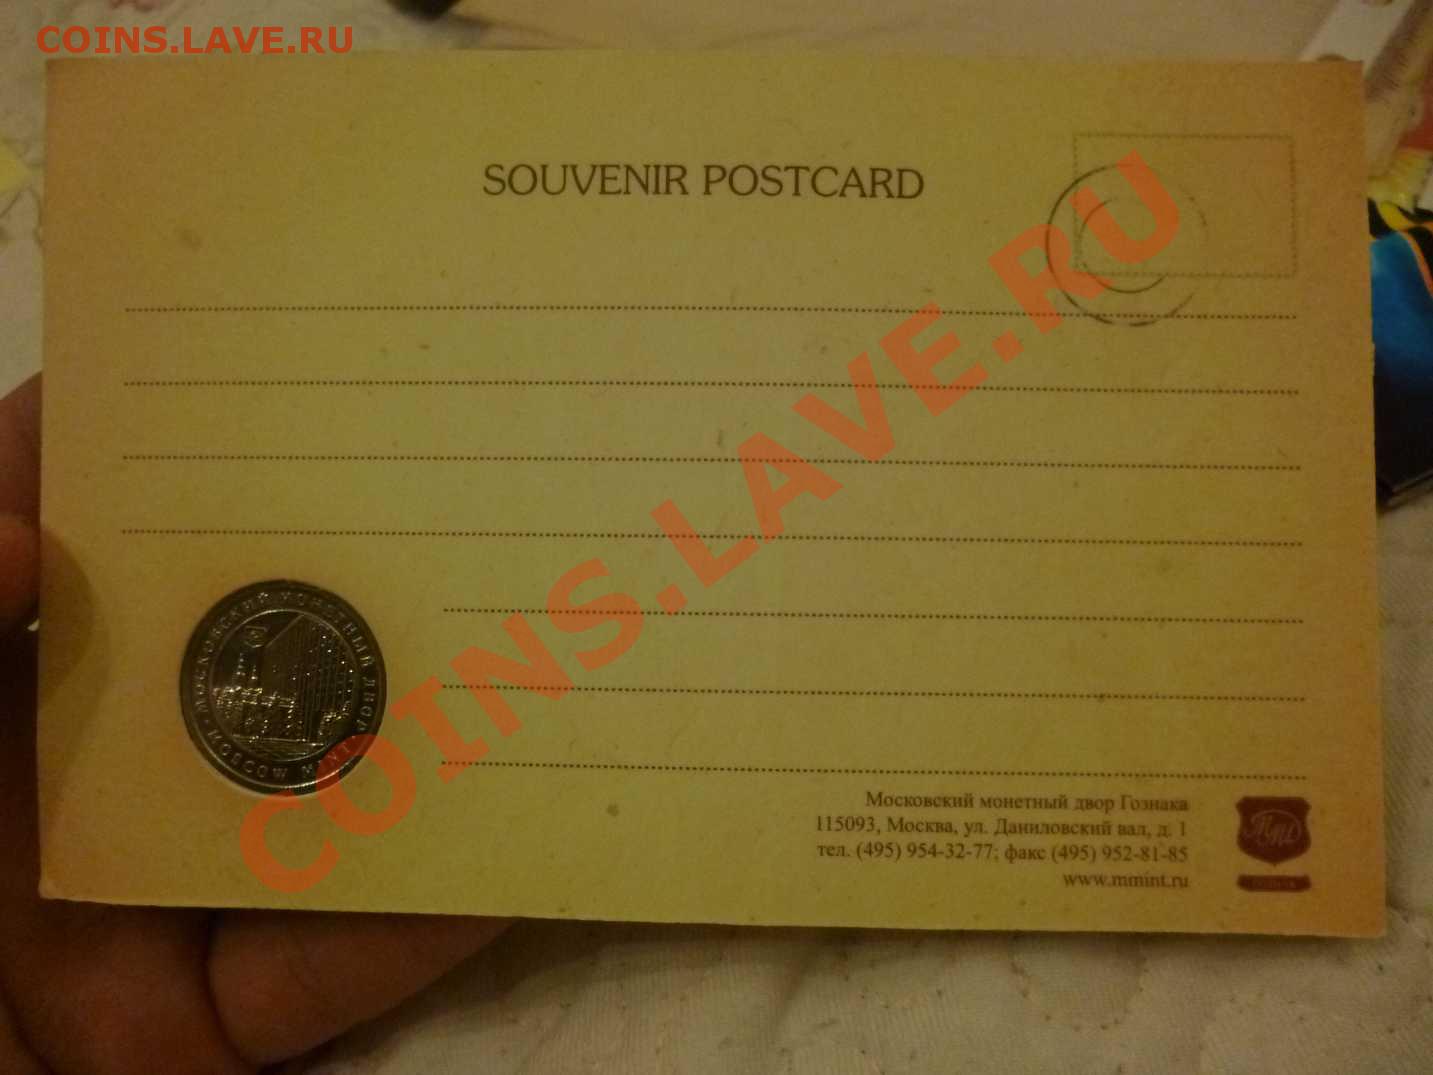 COINS.LAVE.RU
SOUVENIR POSTCARD
COINS.LAVE.RU
МОСКОВСКИЙ МОНЕТНЫЙ ДВОР
MOSCOW MINT
Московский монетный двор Гознака
115093, Москва, ул. Даниловский вал, д. 1
тел. (495) 954-32-77; факс (495) 952-81-85
www.mmint.ru
ММД